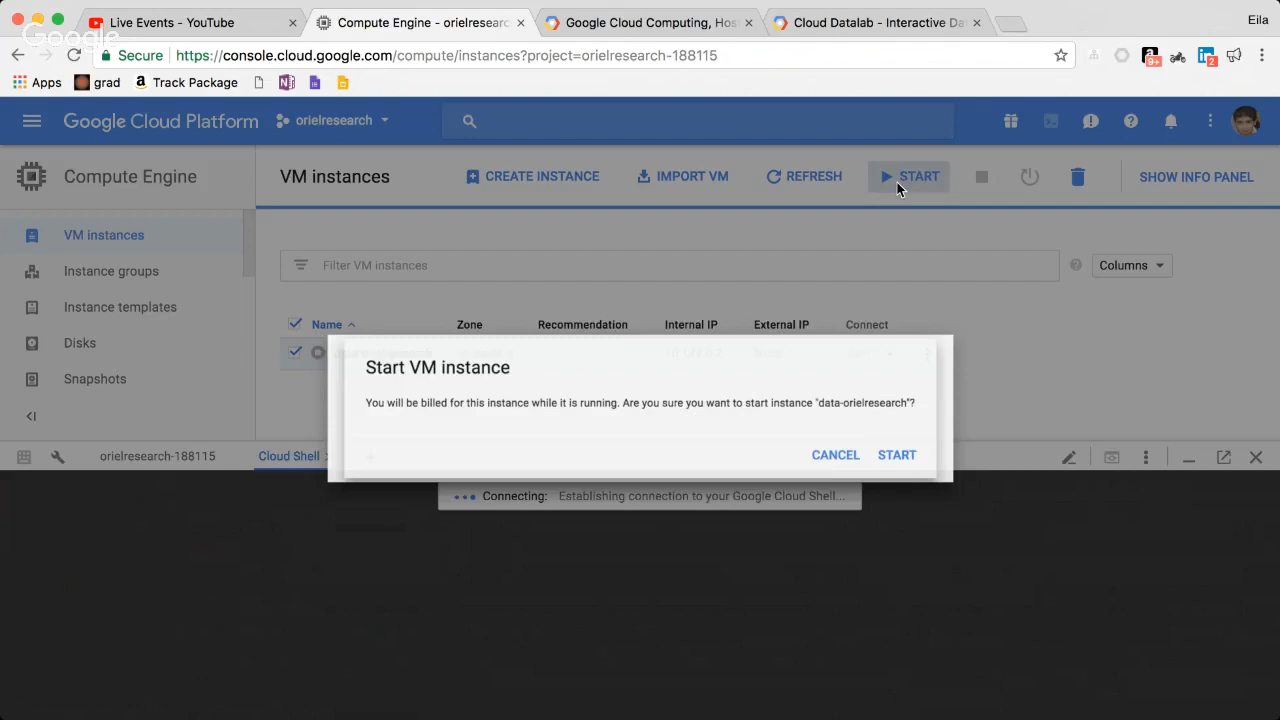 Live Events - YouTube
Compute Engine - orielresearc
Google Cloud Computing, Hos
Cloud Datalab - Interactive Da
Eila
Google
Secure
https://console.cloud.google.com/compute/instances?project=orielresearch-188115
9+
2
Apps
grad
Track Package
Google Cloud Platform
orielresearch
Compute Engine
VM instances
CREATE INSTANCE
IMPORT VM
REFRESH
START
SHOW INFO PANEL
VM instances
Instance groups
Instance templates
Disks
Snapshots
Filter VM instances
Columns
Name
Zone
Recommendation
Internal IP
External IP
Connect
Start VM instance
You will be billed for this instance while it is running. Are you sure you want to start instance "data-orielresearch"?
CANCEL
START
orielresearch-188115
Cloud Shell
Connecting:
Establishing connection to your Google Cloud Shell...